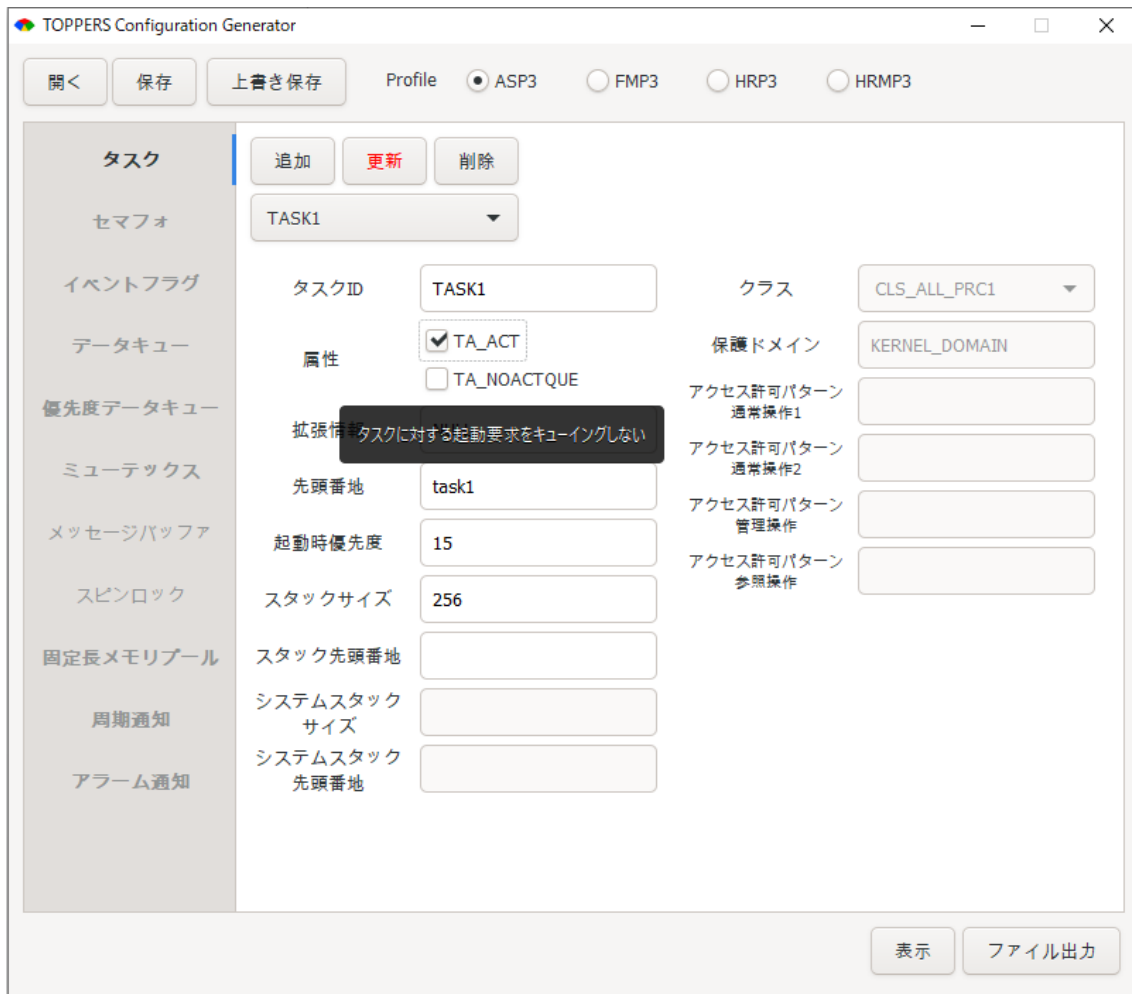 TOPPERS Configuration Generator
開く 保存 上書き保存 Profile ASP3 FMP3 HRP3 HRMP3
タスク
セマフォ
イベントフラグ
データキュー
優先度データキュー
ミューテックス
メッセージバッファ
スピンロック
固定長メモリプール
周期通知
アラーム通知
追加 更新 削除
TASK1
タスクID TASK1
属性
TA_ACT
TA_NOACTQUE
拡張情
タスクに対する起動要求をキューイングしない
先頭番地 task1
起動時優先度 15
スタックサイズ 256
スタック先頭番地
システムスタック
サイズ
システムスタック
先頭番地
クラス CLS_ALL_PRC1
保護ドメイン KERNEL_DOMAIN
アクセス許可パターン
通常操作1
アクセス許可パターン
通常操作2
アクセス許可パターン
管理操作
アクセス許可パターン
参照操作
表示 ファイル出力